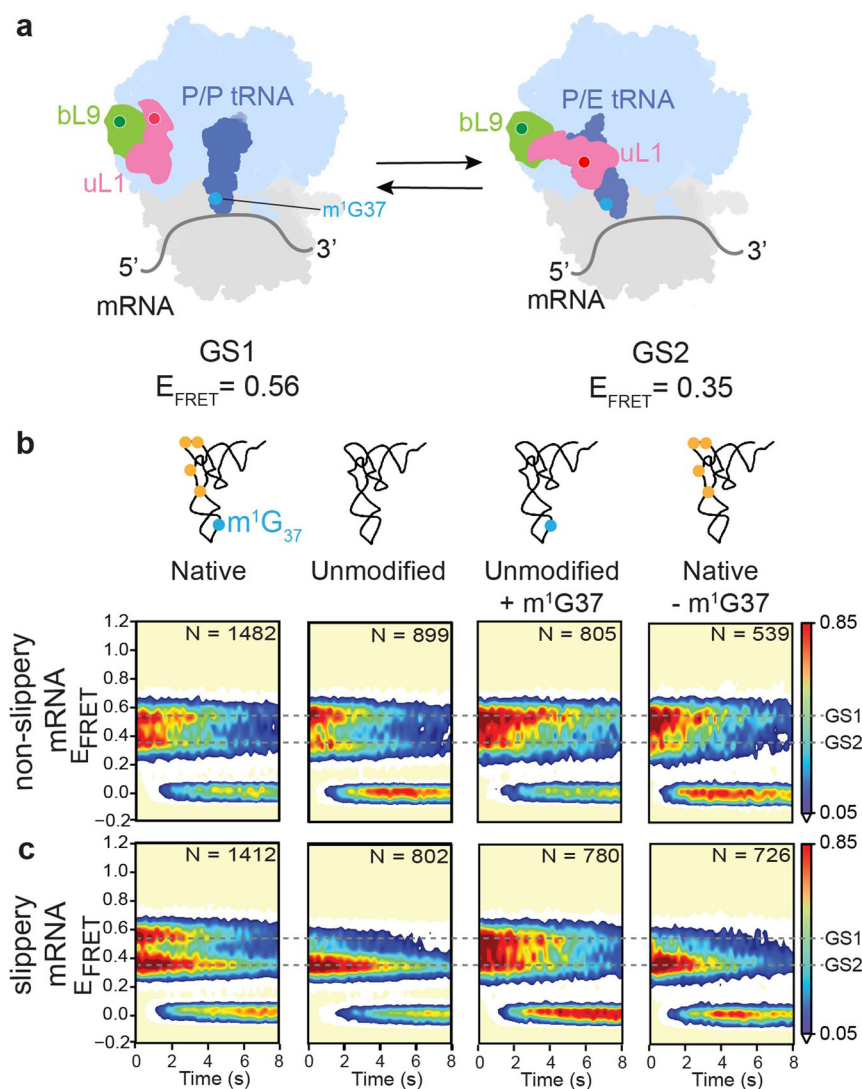 a
P/P tRNA
bL9
uL1
m¹G37
5’
3’
mRNA
GS1
E_FRET = 0.56
P/E tRNA
bL9
uL1
5’
3’
mRNA
GS2
E_FRET = 0.35
b
m¹G₃₇
Native
Unmodified
Unmodified
+ m¹G37
Native
- m¹G37
non-slippery
mRNA
E_FRET
1.2
1.0
0.8
0.6
0.4
0.2
0.0
−0.2
N = 1482
N = 899
N = 805
N = 539
0.85
GS1
GS2
0.05
c
slippery
mRNA
E_FRET
1.2
1.0
0.8
0.6
0.4
0.2
0.0
-0.2
N = 1412
N = 802
N = 780
N = 726
0.85
GS1
GS2
0.05
0 2 4 6 8
Time (s)
0 2 4 6 8
Time (s)
0 2 4 6 8
Time (s)
0 2 4 6 8
Time (s)